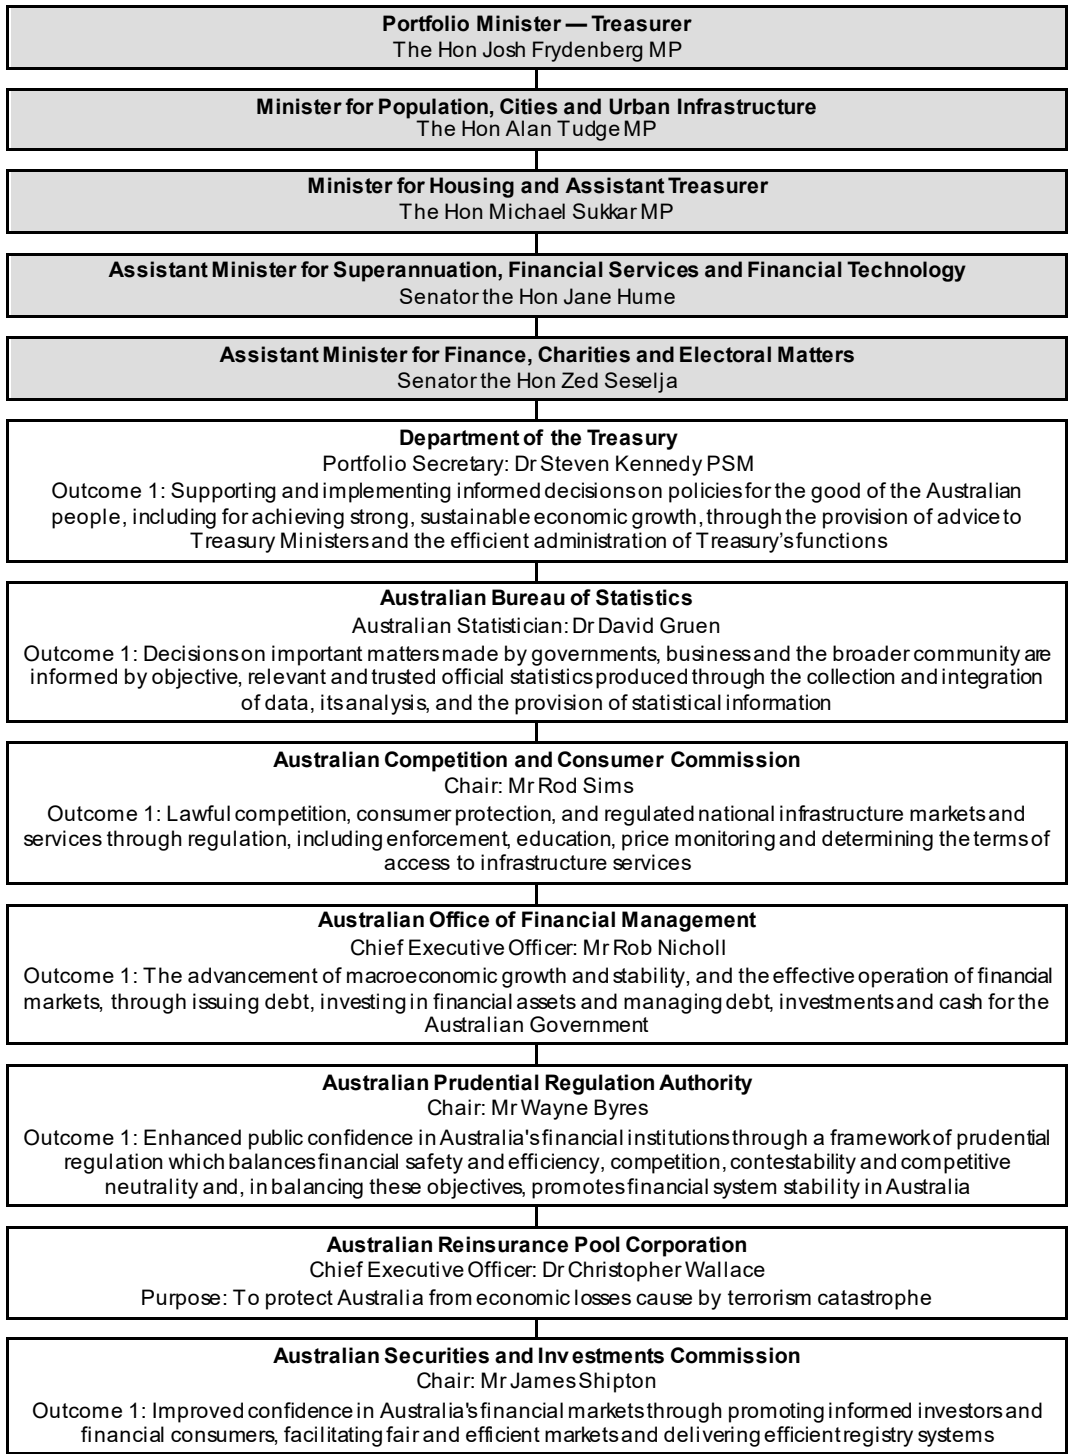 Portfolio Minister — Treasurer
The Hon Josh Frydenberg MP
Minister for Population, Cities and Urban Infrastructure
The Hon Alan Tudge MP
Minister for Housing and Assistant Treasurer
The Hon Michael Sukkar MP
Assistant Minister for Superannuation, Financial Services and Financial Technology
Senator the Hon Jane Hume
Assistant Minister for Finance, Charities and Electoral Matters
Senator the Hon Zed Seselja
Department of the Treasury
Portfolio Secretary: Dr Steven Kennedy PSM
Outcome 1: Supporting and implementing informed decisions on policies for the good of the Australian
people, including for achieving strong, sustainable economic growth, through the provision of advice to
Treasury Ministers and the efficient administration of Treasury's functions
Australian Bureau of Statistics
Australian Statistician: Dr David Gruen
Outcome 1: Decisions on important matters made by governments, business and the broader community are
informed by objective, relevant and trusted official statistics produced through the collection and integration
of data, its analysis, and the provision of statistical information
Australian Competition and Consumer Commission
Chair: Mr Rod Sims
Outcome 1: Lawful competition, consumer protection, and regulated national infrastructure markets and
services through regulation, including enforcement, education, price monitoring and determining the terms of
access to infrastructure services
Australian Office of Financial Management
Chief Executive Officer: Mr Rob Nicholl
Outcome 1: The advancement of macroeconomic growth and stability, and the effective operation of financial
markets, through issuing debt, investing in financial assets and managing debt, investments and cash for the
Australian Government
Australian Prudential Regulation Authority
Chair: Mr Wayne Byres
Outcome 1: Enhanced public confidence in Australia's financial institutions through a framework of prudential
regulation which balances financial safety and efficiency, competition, contestability and competitive
neutrality and, in balancing these objectives, promotes financial system stability in Australia
Australian Reinsurance Pool Corporation
Chief Executive Officer: Dr Christopher Wallace
Purpose: To protect Australia from economic losses cause by terrorism catastrophe
Australian Securities and Investments Commission
Chair: Mr James Shipton
Outcome 1: Improved confidence in Australia's financial markets through promoting informed investors and
financial consumers, facilitating fair and efficient markets and delivering efficient registry systems